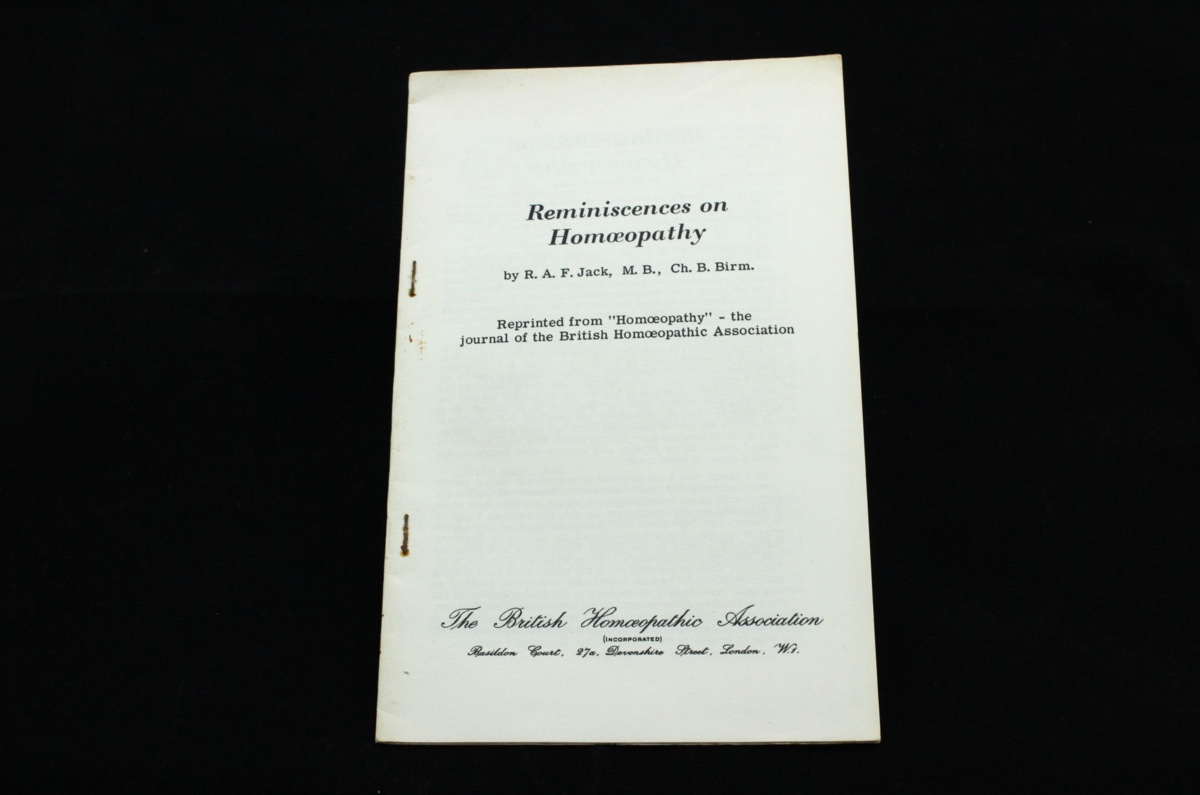 Reminiscences on
Homœopathy
by R. A. F. Jack, M. B., Ch. B. Birm.
Reprinted from "Homœopathy" - the
journal of the British Homœopathic Association
The British Homœopathic Association
(INCORPORATED)
Basildon Court, 27a, Devonshire Street, London, W.1.